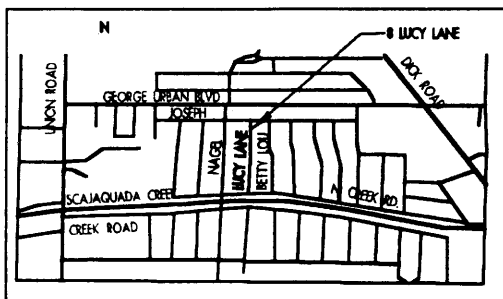 N
8 LUCY LANE
UNION ROAD
DICK ROAD
GEORGE URBAN BLVD
JOSEPH
NAGEL
LUCY LANE
BETTY LOU
SCAJAQUADA CREEK
N CREEK RD.
CREEK ROAD